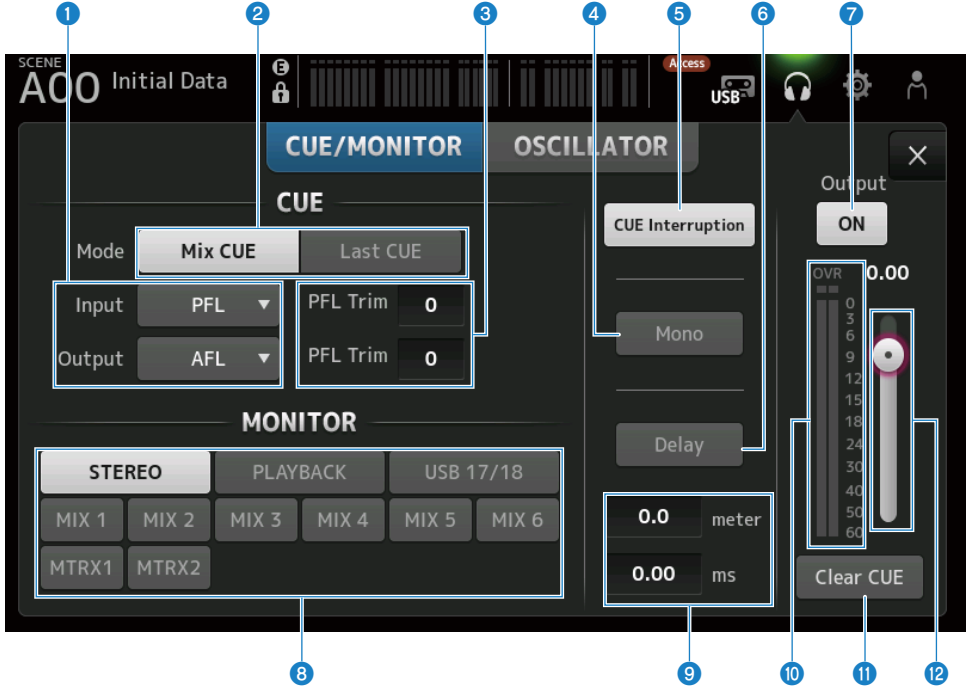 1 2 3 4 5 6 7
SCENE
A00 Initial Data
E
Access
USB
CUE/MONITOR OSCILLATOR
×
CUE
Mode Mix CUE Last CUE
Input PFL ▼ PFL Trim 0
Output AFL ▼ PFL Trim 0
MONITOR
STEREO PLAYBACK USB 17/18
MIX 1 MIX 2 MIX 3 MIX 4 MIX 5 MIX 6
MTRX1 MTRX2
CUE Interruption
Mono
Delay
0.0 meter
0.00 ms
Output
ON
OVR 0.00
0
3
6
9
12
15
18
24
30
40
50
60
Clear CUE
8 9 10 11 12